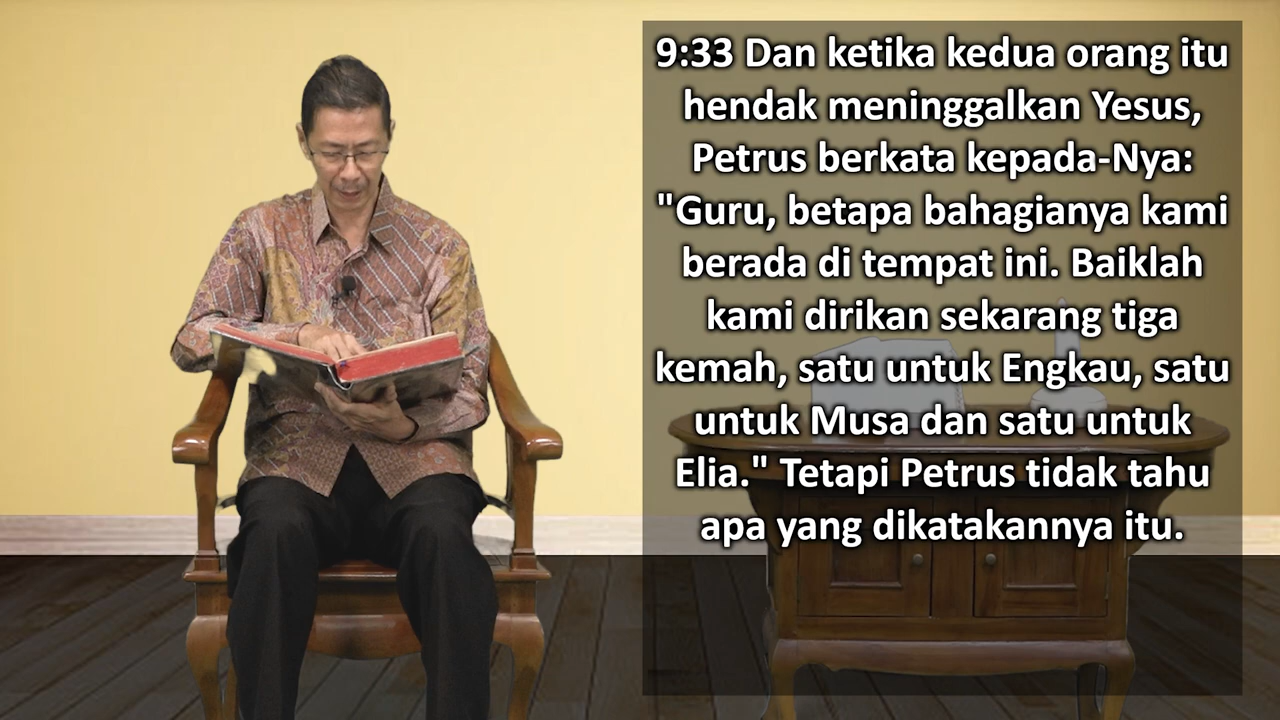 9:33 Dan ketika kedua orang itu
hendak meninggalkan Yesus,
Petrus berkata kepada-Nya:
"Guru, betapa bahagianya kami
berada di tempat ini. Baiklah
kami dirikan sekarang tiga
kemah, satu untuk Engkau, satu
untuk Musa dan satu untuk
Elia." Tetapi Petrus tidak tahu
apa yang dikatakannya itu.